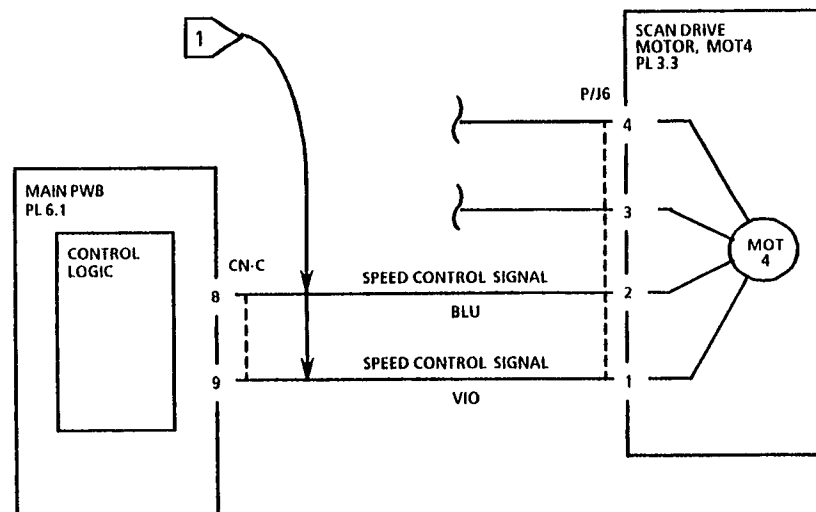 1
SCAN DRIVE
MOTOR, MOT4
PL 3.3
P/J6
4
MAIN PWB
PL 6.1
3
CONTROL
LOGIC
MOT
4
CN-C
8
SPEED CONTROL SIGNAL
2
BLU
9
SPEED CONTROL SIGNAL
1
VIO